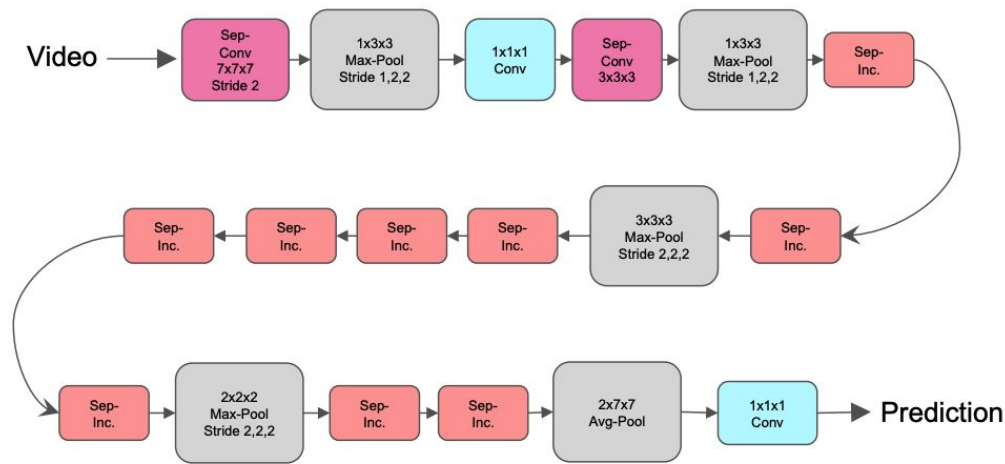 Video
Sep-
Conv
7x7x7
Stride 2
1x3x3
Max-Pool
Stride 1,2,2
1x1x1
Conv
Sep-
Conv
3x3x3
1x3x3
Max-Pool
Stride 1,2,2
Sep-
Inc.
Sep-
Inc.
3x3x3
Max-Pool
Stride 2,2,2
Sep-
Inc.
Sep-
Inc.
Sep-
Inc.
Sep-
Inc.
Sep-
Inc.
2x2x2
Max-Pool
Stride 2,2,2
Sep-
Inc.
Sep-
Inc.
2x7x7
Avg-Pool
1x1x1
Conv
Prediction